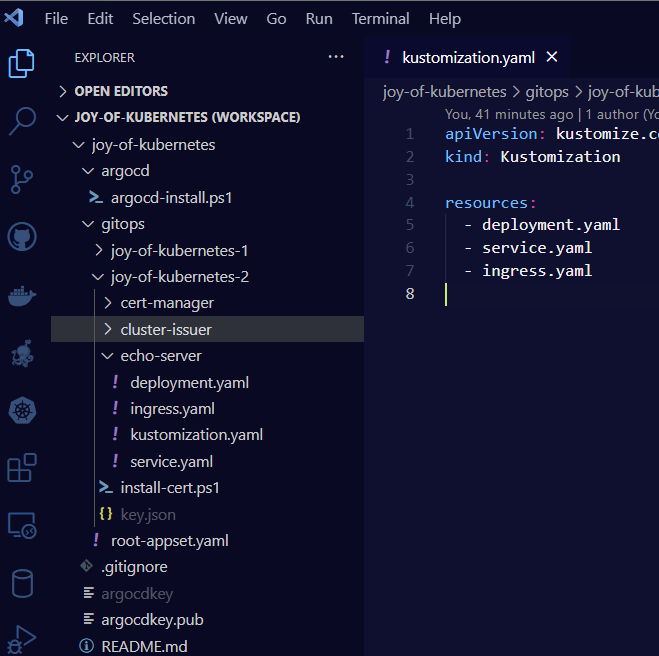 File Edit Selection View Go Run Terminal Help
EXPLORER ...
OPEN EDITORS
JOY-OF-KUBERNETES (WORKSPACE)
joy-of-kubernetes
argocd
argocd-install.ps1
gitops
joy-of-kubernetes-1
joy-of-kubernetes-2
cert-manager
cluster-issuer
echo-server
! deployment.yaml
! ingress.yaml
! kustomization.yaml
! service.yaml
install-cert.ps1
{} key.json
! root-appset.yaml
.gitignore
argocdkey
argocdkey.pub
README.md
! kustomization.yaml ×
joy-of-kubernetes > gitops > joy-of-kub
You, 41 minutes ago | 1 author (Yo
1 apiVersion: kustomize.c
2 kind: Kustomization
3
4 resources:
5 - deployment.yaml
6 - service.yaml
7 - ingress.yaml
8